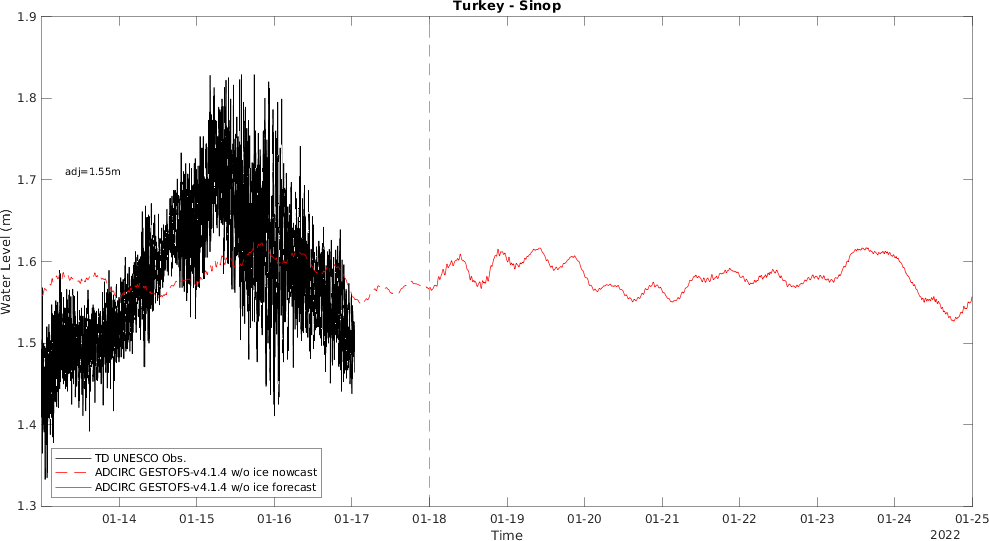 Turkey - Sinop
1.9
1.8
1.7
1.6
1.5
1.4
1.3
Water Level (m)
adj=1.55m
TD UNESCO Obs.
ADCIRC GESTOFS-v4.1.4 w/o ice nowcast
ADCIRC GESTOFS-v4.1.4 w/o ice forecast
01-14 01-15 01-16 01-17 01-18 01-19 01-20 01-21 01-22 01-23 01-24 01-25
Time
2022